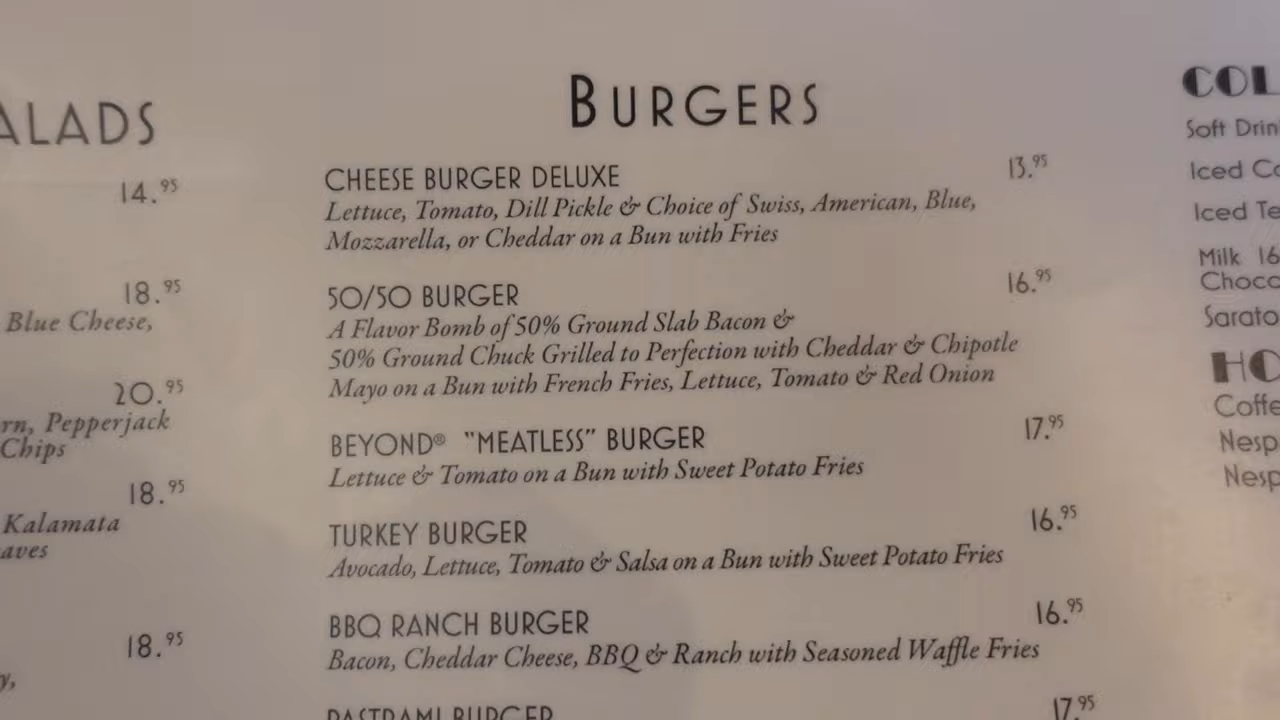 ALADS
14.95
18.95
Blue Cheese,
20.95
Pepperjack
Chips
18.95
Kalamata
18.95
BURGERS
CHEESE BURGER DELUXE 13.95
Lettuce, Tomato, Dill Pickle & Choice of Swiss, American, Blue,
Mozzarella, or Cheddar on a Bun with Fries
50/50 BURGER 16.95
A Flavor Bomb of 50% Ground Slab Bacon &
50% Ground Chuck Grilled to Perfection with Cheddar & Chipotle
Mayo on a Bun with French Fries, Lettuce, Tomato & Red Onion
BEYOND® "MEATLESS" BURGER 17.95
Lettuce & Tomato on a Bun with Sweet Potato Fries
TURKEY BURGER 16.95
Avocado, Lettuce, Tomato & Salsa on a Bun with Sweet Potato Fries
BBQ RANCH BURGER 16.95
Bacon, Cheddar Cheese, BBQ & Ranch with Seasoned Waffle Fries
PASTRAMI BURGER 17.95
COL
Soft Drin
Iced Co
Iced Te
Milk 16
Choco
Sarato
HO
Coffe
Nesp
Nesp